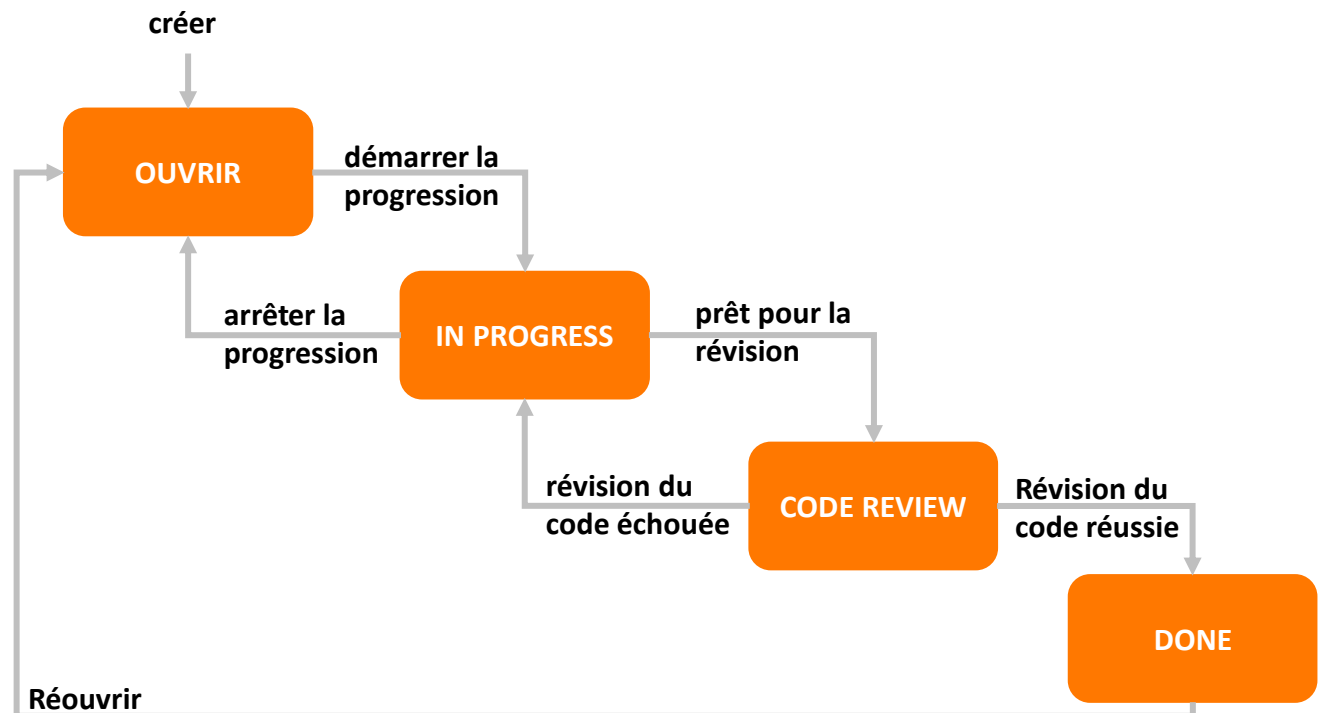 créer
OUVRIR
démarrer la
progression
arrêter la
progression
IN PROGRESS
prêt pour la
révision
révision du
code échouée
CODE REVIEW
Révision du
code réussie
DONE
Réouvrir